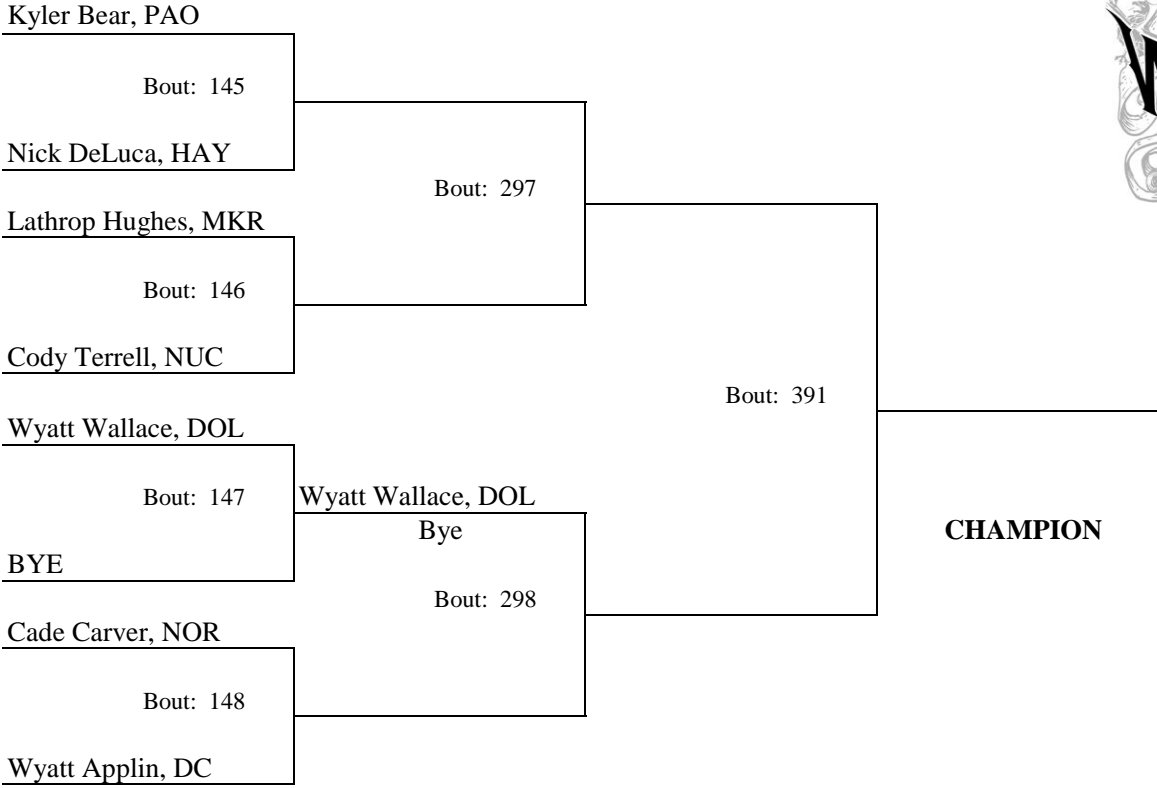 Kyler Bear, PAO
Bout: 145
Nick DeLuca, HAY
Bout: 297
Lathrop Hughes, MKR
Bout: 146
Cody Terrell, NUC
Bout: 391
Wyatt Wallace, DOL
Bout: 147
Wyatt Wallace, DOL
Bye
CHAMPION
BYE
Bout: 298
Cade Carver, NOR
Bout: 148
Wyatt Applin, DC